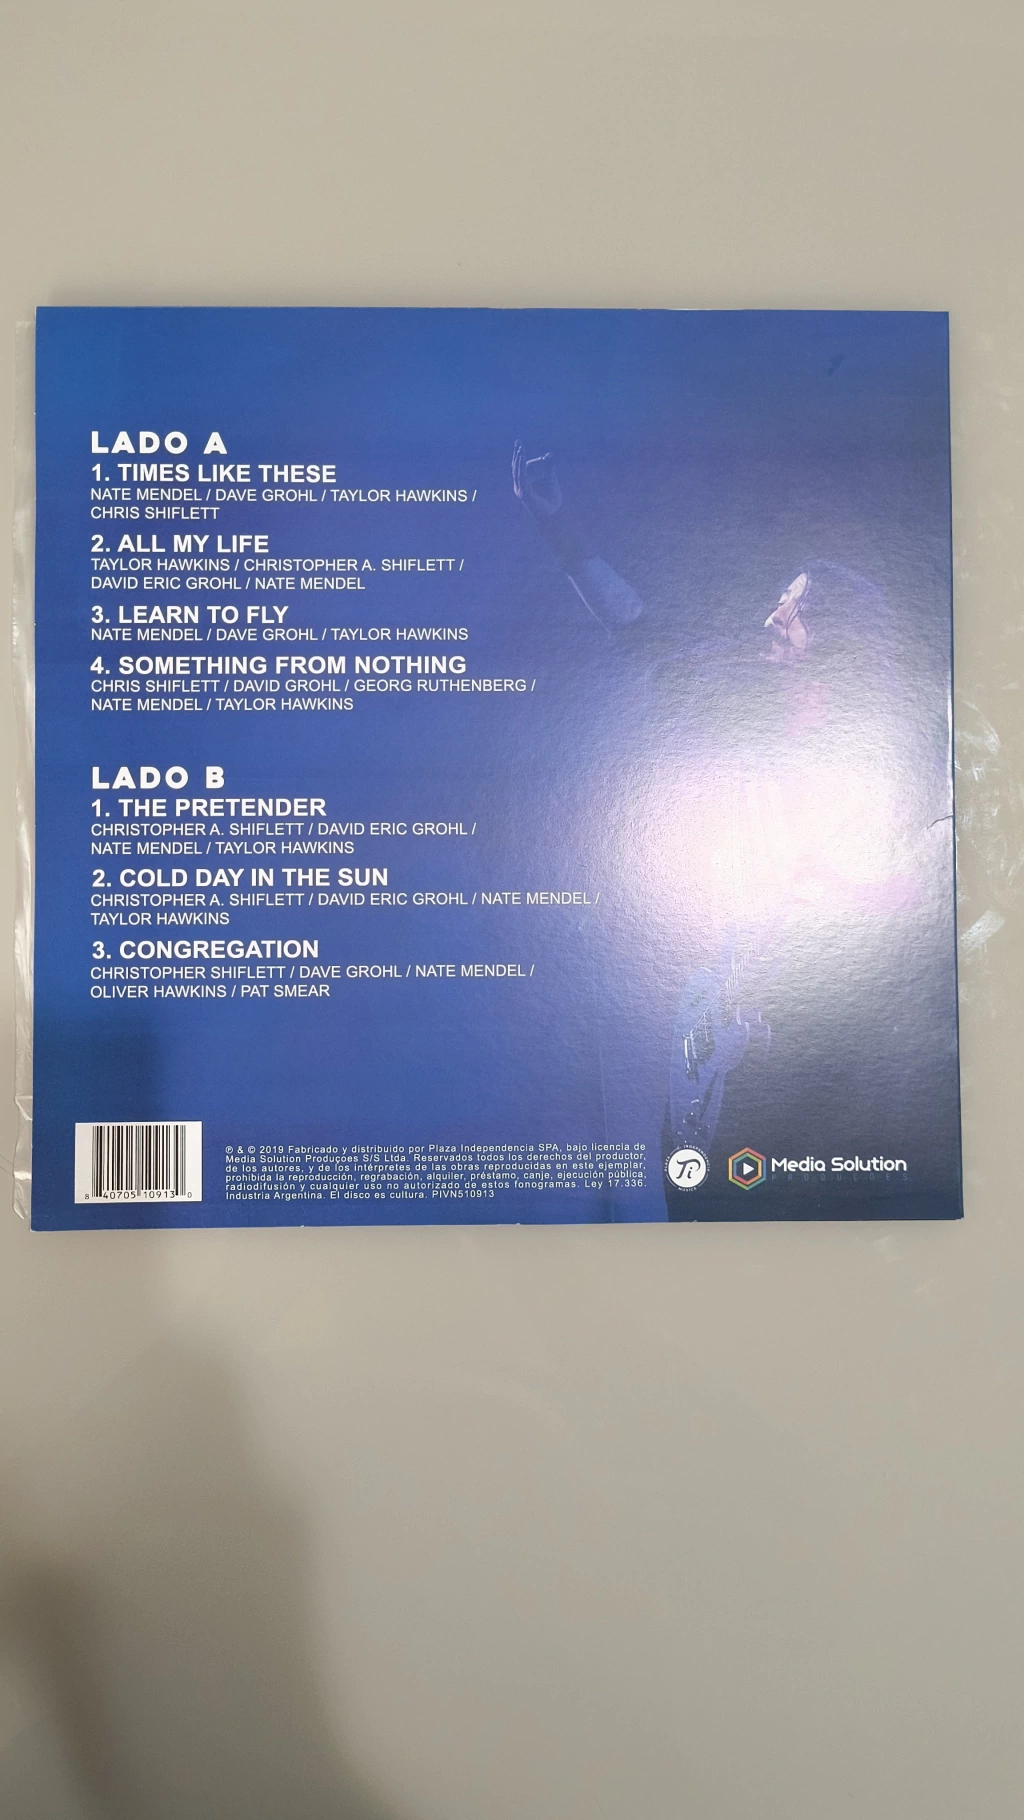 LADO A
1. TIMES LIKE THESE
NATE MENDEL / DAVE GROHL / TAYLOR HAWKINS /
CHRIS SHIFLETT
2. ALL MY LIFE
TAYLOR HAWKINS / CHRISTOPHER A. SHIFLETT /
DAVID ERIC GROHL / NATE MENDEL
3. LEARN TO FLY
NATE MENDEL / DAVE GROHL / TAYLOR HAWKINS
4. SOMETHING FROM NOTHING
CHRIS SHIFLETT / DAVID GROHL / GEORG RUTHENBERG /
NATE MENDEL / TAYLOR HAWKINS
LADO B
1. THE PRETENDER
CHRISTOPHER A. SHIFLETT / DAVID ERIC GROHL /
NATE MENDEL / TAYLOR HAWKINS
2. COLD DAY IN THE SUN
CHRISTOPHER A. SHIFLETT / DAVID ERIC GROHL / NATE MENDEL /
TAYLOR HAWKINS
3. CONGREGATION
CHRISTOPHER SHIFLETT / DAVE GROHL / NATE MENDEL /
OLIVER HAWKINS / PAT SMEAR
8 40705 10913 0
℗ & © 2019 Fabricado y distribuido por Plaza Independencia SPA, bajo licencia de
Media Solution Produçoes S/S Ltda. Reservados todos los derechos del productor,
de los autores, y de los intérpretes de las obras reproducidas en este ejemplar,
prohibida la reproducción, regrabación, alquiler, préstamo, canje, ejecución pública,
radiodifusión y cualquier uso no autorizado de estos fonogramas. Ley 17.336.
Industria Argentina. El disco es cultura. PIVN510913
Pi
Media Solution